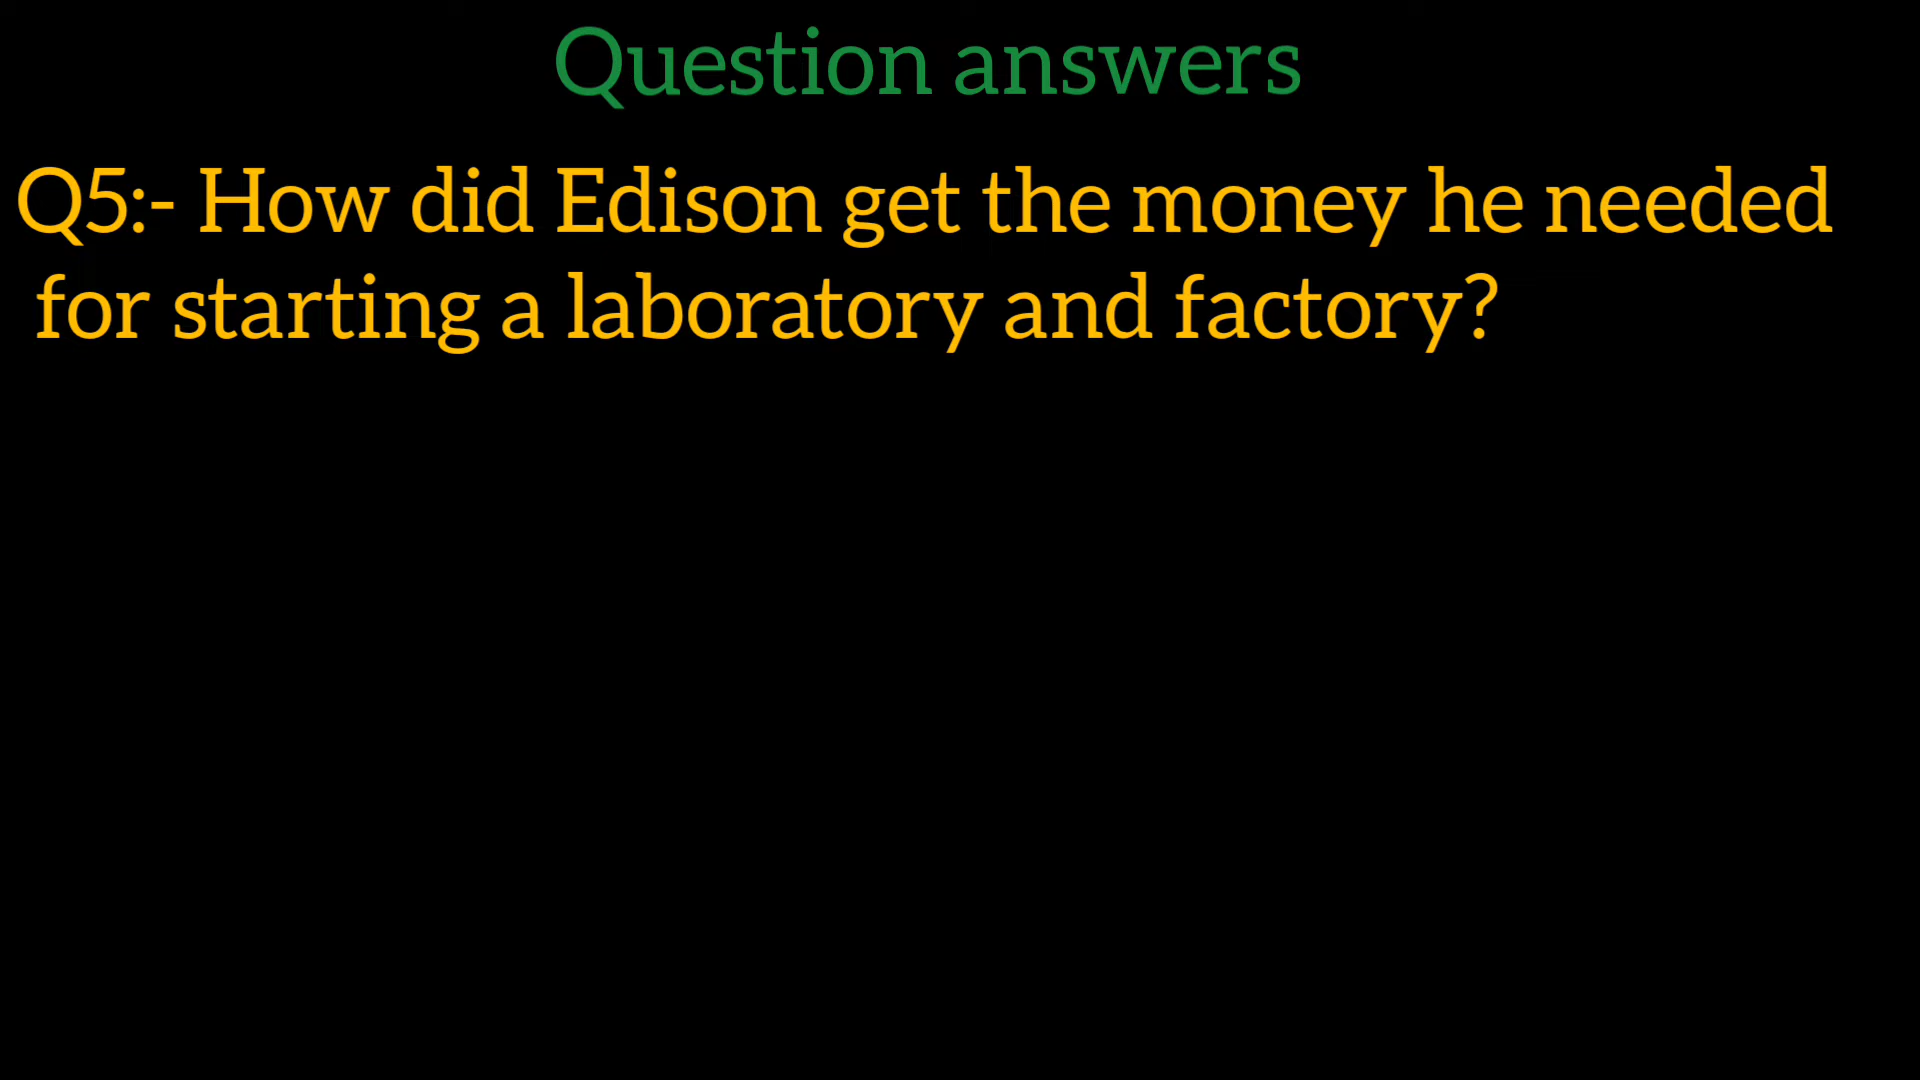 Question answers
Q5:- How did Edison get the money he needed
for starting a laboratory and factory?